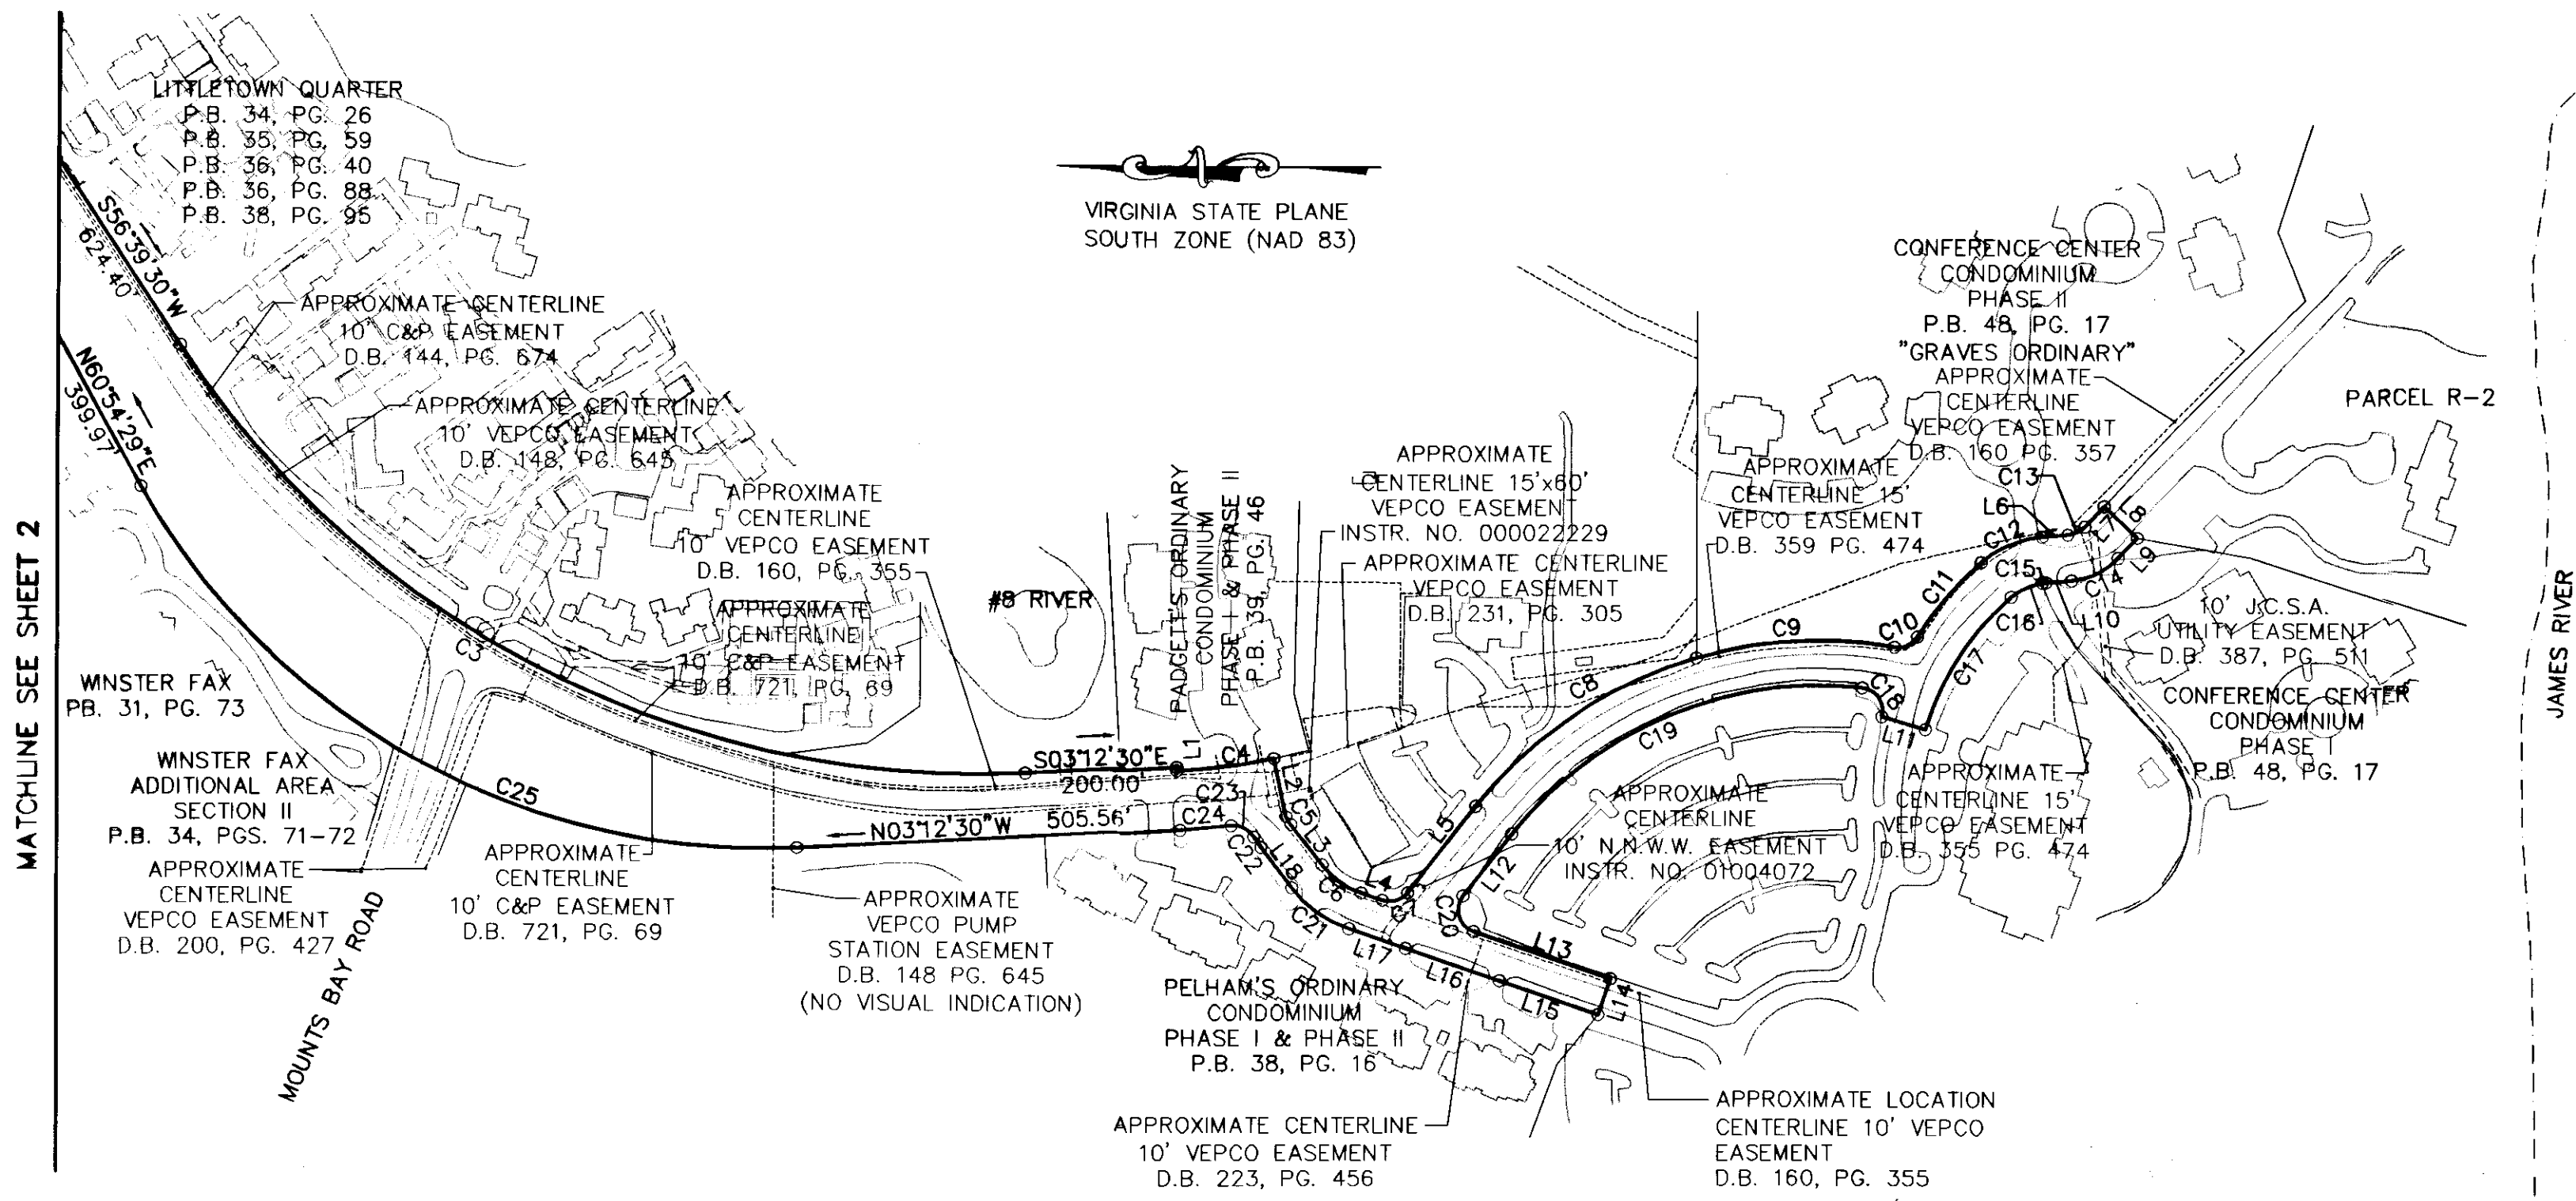 MATCHLINE SEE SHEET 2
LITTLETOWN QUARTER
P.B. 34, PG. 26
P.B. 35, PG. 59
P.B. 36, PG. 40
P.B. 36, PG. 88
P.B. 38, PG. 95
S56°39'30"W
624.40'
N60°54'29"E
399.97'
APPROXIMATE CENTERLINE
10' C&P EASEMENT
D.B. 144, PG. 674
APPROXIMATE CENTERLINE
10' VEPCO EASEMENT
D.B. 148, PG. 645
APPROXIMATE
CENTERLINE
10' VEPCO EASEMENT
D.B. 160, PG. 355
APPROXIMATE
CENTERLINE
10' C&P EASEMENT
D.B. 721, PG. 69
C3
WINSTER FAX
PB. 31, PG. 73
WINSTER FAX
ADDITIONAL AREA
SECTION II
P.B. 34, PGS. 71-72
APPROXIMATE
CENTERLINE
VEPCO EASEMENT
D.B. 200, PG. 427
MOUNTS BAY ROAD
C25
APPROXIMATE
CENTERLINE
10' C&P EASEMENT
D.B. 721, PG. 69
APPROXIMATE
VEPCO PUMP
STATION EASEMENT
D.B. 148 PG. 645
(NO VISUAL INDICATION)
VIRGINIA STATE PLANE
SOUTH ZONE (NAD 83)
#8 RIVER
PADGETT'S ORDINARY
CONDOMINIUM
PHASE I & PHASE II
P.B. 39, PG. 46
S03°12'30"E
200.00'
N03°12'30"W
505.56'
L1
C4
L2
C23
C24
C5
L3
C22
L18
C6
L4
C7
C21
L17
L16
L15
L14
L13
C20
L12
L5
C8
C19
C9
C18
L11
C10
C11
C17
C12
C16
C15
L6
C13
L7
L8
L9
C14
L10
APPROXIMATE
CENTERLINE 15'x60'
VEPCO EASEMENT
INSTR. NO. 000022229
APPROXIMATE CENTERLINE
VEPCO EASEMENT
D.B. 231, PG. 305
APPROXIMATE
CENTERLINE 15'
VEPCO EASEMENT
D.B. 359 PG. 474
CONFERENCE CENTER
CONDOMINIUM
PHASE II
P.B. 48, PG. 17
"GRAVES ORDINARY"
APPROXIMATE
CENTERLINE
VEPCO EASEMENT
D.B. 160 PG. 357
PARCEL R-2
JAMES RIVER
10' J.C.S.A.
UTILITY EASEMENT
D.B. 387, PG. 511
CONFERENCE CENTER
CONDOMINIUM
PHASE I
P.B. 48, PG. 17
APPROXIMATE
CENTERLINE 15'
VEPCO EASEMENT
D.B. 355 PG. 474
APPROXIMATE
CENTERLINE
10' N.N.W.W. EASEMENT
INSTR. NO. 01004072
PELHAM'S ORDINARY
CONDOMINIUM
PHASE I & PHASE II
P.B. 38, PG. 16
APPROXIMATE CENTERLINE
10' VEPCO EASEMENT
D.B. 223, PG. 456
APPROXIMATE LOCATION
CENTERLINE 10' VEPCO
EASEMENT
D.B. 160, PG. 355